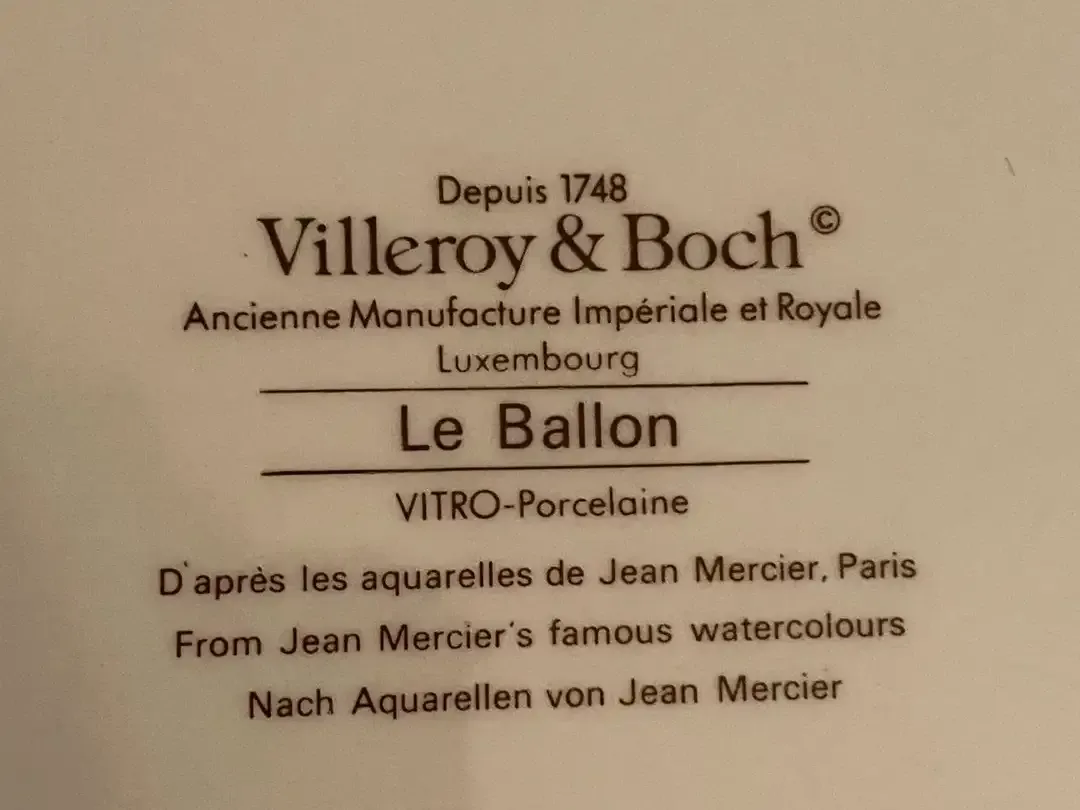 Depuis 1748
Villeroy & Boch©
Ancienne Manufacture Impériale et Royale
Luxembourg
Le Ballon
VITRO-Porcelaine
D'après les aquarelles de Jean Mercier, Paris
From Jean Mercier's famous watercolours
Nach Aquarellen von Jean Mercier